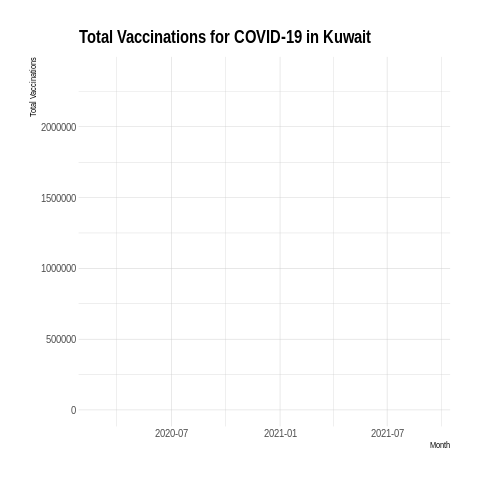 Total Vaccinations for COVID-19 in Kuwait
Total Vaccinations
2000000
1500000
1000000
500000
0
2020-07 2021-01 2021-07
Month